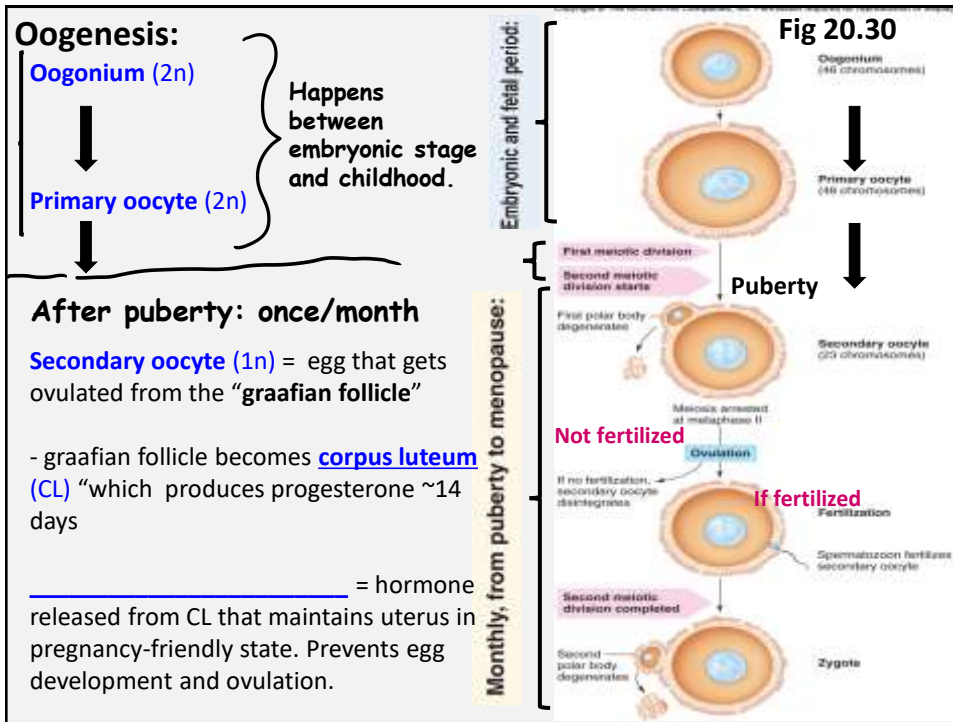 Oogenesis:
Oogonium (2n)
Primary oocyte (2n)
Happens
between
embryonic stage
and childhood.
After puberty: once/month
Secondary oocyte (1n) = egg that gets
ovulated from the “graafian follicle”
- graafian follicle becomes corpus luteum
(CL) “which produces progesterone ~14
days
________________________ = hormone
released from CL that maintains uterus in
pregnancy-friendly state. Prevents egg
development and ovulation.
Fig 20.30
Embryonic and fetal period:
Oogonium
(46 chromosomes)
Primary oocyte
(46 chromosomes)
First meiotic division
Second meiotic
division starts
Puberty
Monthly, from puberty to menopause:
First polar body
degenerates
Secondary oocyte
(23 chromosomes)
Meiosis arrested
at metaphase II
Not fertilized
Ovulation
If no fertilization,
secondary oocyte
disintegrates
If fertilized
Fertilization
Spermatozoon fertilizes
secondary oocyte
Second meiotic
division completed
Second
polar body
degenerates
Zygote